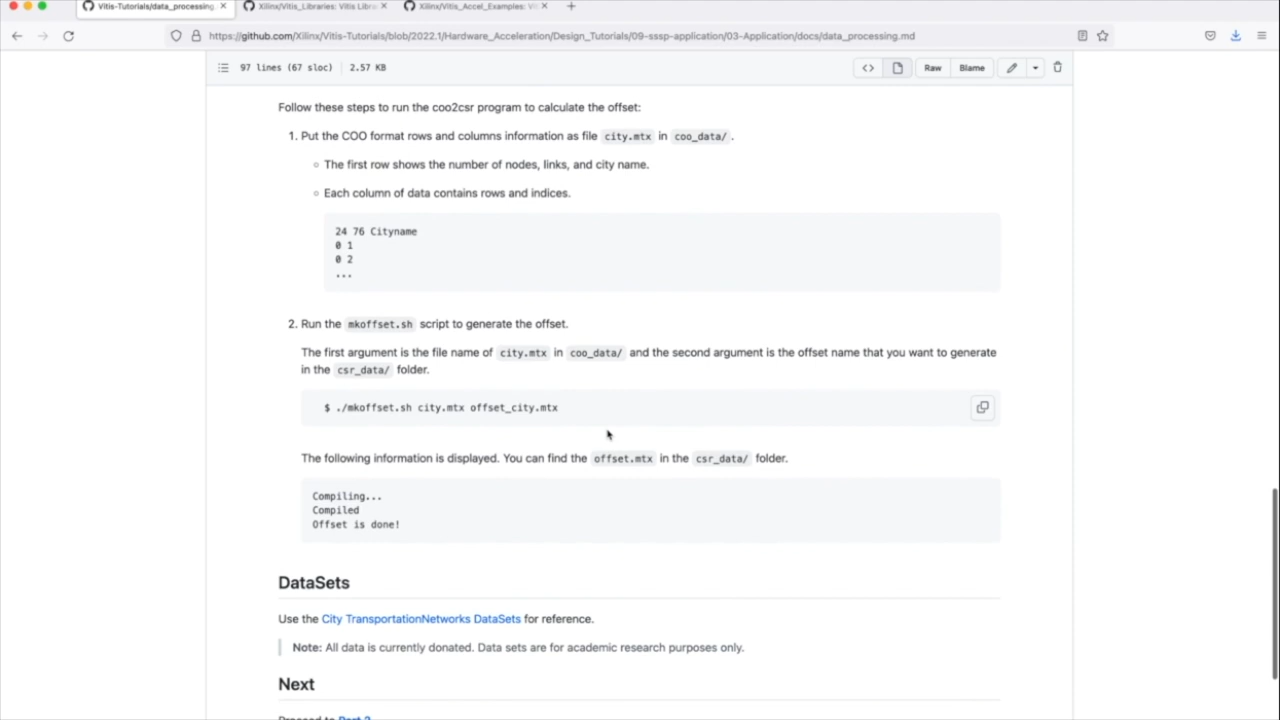 Vitis-Tutorials/data_processing.
Xilinx/Vitis_Libraries: Vitis Libra
Xilinx/Vitis_Accel_Examples: Vit
https://github.com/Xilinx/Vitis-Tutorials/blob/2022.1/Hardware_Acceleration/Design_Tutorials/09-sssp-application/03-Application/docs/data_processing.md
97 lines (67 sloc) 2.57 KB
Raw
Blame
Follow these steps to run the coo2csr program to calculate the offset:
1. Put the COO format rows and columns information as file city.mtx in coo_data/.
The first row shows the number of nodes, links, and city name.
Each column of data contains rows and indices.
24 76 Cityname
0 1
0 2
...
2. Run the mkoffset.sh script to generate the offset.
The first argument is the file name of city.mtx in coo_data/ and the second argument is the offset name that you want to generate
in the csr_data/ folder.
$ ./mkoffset.sh city.mtx offset_city.mtx
The following information is displayed. You can find the offset.mtx in the csr_data/ folder.
Compiling...
Compiled
Offset is done!
DataSets
Use the City TransportationNetworks DataSets for reference.
Note: All data is currently donated. Data sets are for academic research purposes only.
Next
Proceed to Part 2